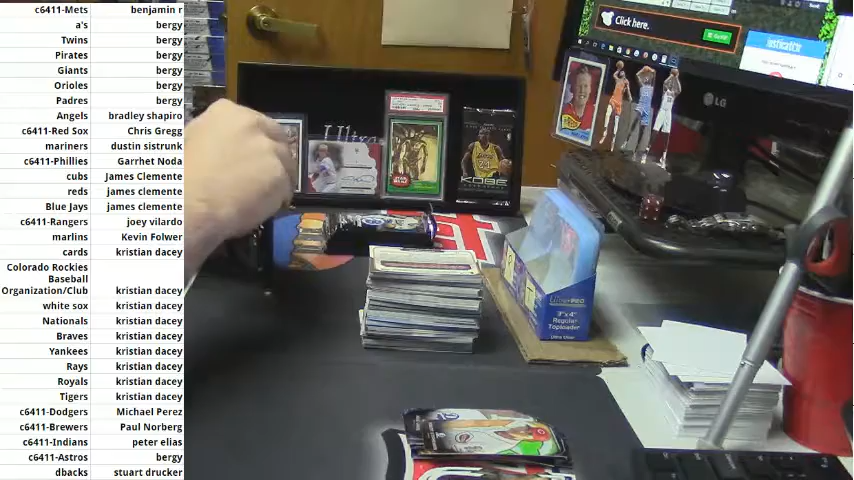 c6411-Mets benjamin r
a's bergy
Twins bergy
Pirates bergy
Giants bergy
Orioles bergy
Padres bergy
Angels bradley shapiro
c6411-Red Sox Chris Gregg
mariners dustin sistrunk
c6411-Phillies Garrhet Noda
cubs James Clemente
reds james clemente
Blue Jays james clemente
c6411-Rangers joey vilardo
marlins Kevin Folwer
cards kristian dacey
Colorado Rockies
Baseball
Organization/Club kristian dacey
white sox kristian dacey
Nationals kristian dacey
Braves kristian dacey
Yankees kristian dacey
Rays kristian dacey
Royals kristian dacey
Tigers kristian dacey
c6411-Dodgers Michael Perez
c6411-Brewers Paul Norberg
c6411-Indians peter elias
c6411-Astros bergy
dbacks stuart drucker
Click here.
LG
KOBE
3" x 4"
Regular
Toploader